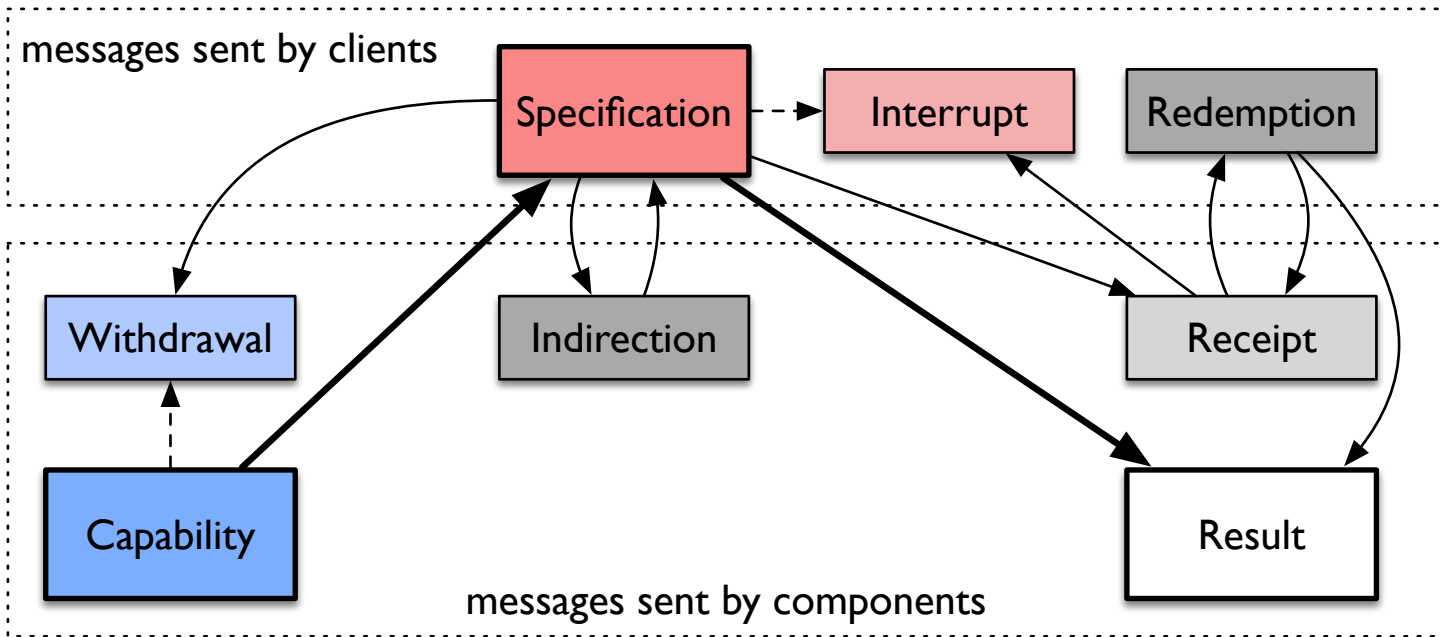 messages sent by clients
Specification
Interrupt
Redemption
Withdrawal
Indirection
Receipt
Capability
Result
messages sent by components